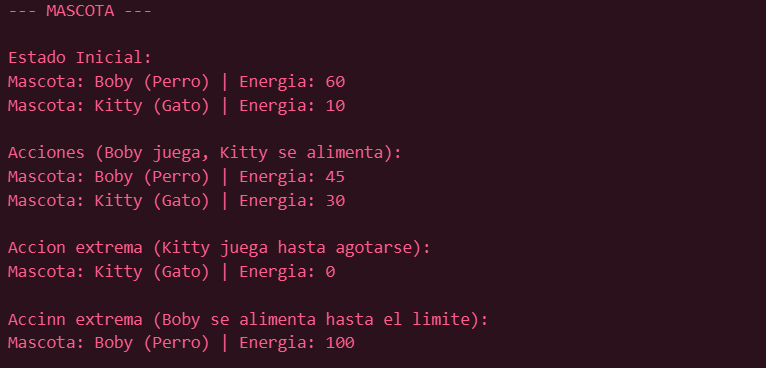 --- MASCOTA ---
Estado Inicial:
Mascota: Boby (Perro) | Energia: 60
Mascota: Kitty (Gato) | Energia: 10
Acciones (Boby juega, Kitty se alimenta):
Mascota: Boby (Perro) | Energia: 45
Mascota: Kitty (Gato) | Energia: 30
Accion extrema (Kitty juega hasta agotarse):
Mascota: Kitty (Gato) | Energia: 0
Accinn extrema (Boby se alimenta hasta el limite):
Mascota: Boby (Perro) | Energia: 100